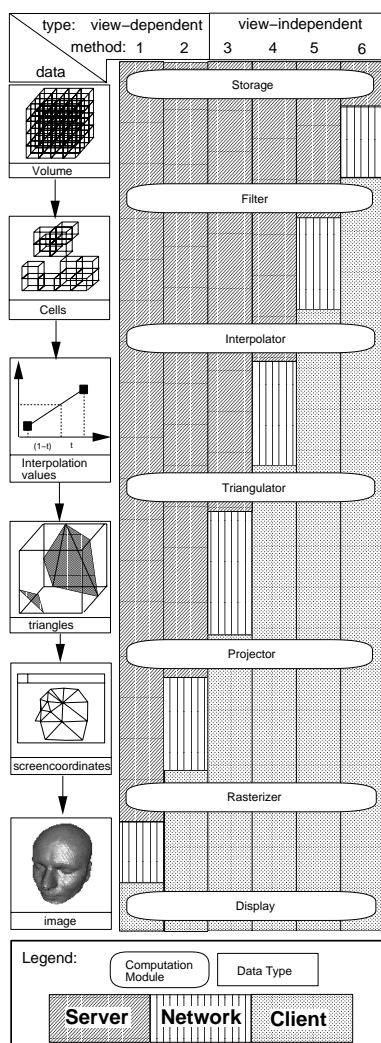 type: view-dependent view-independent
method: 1 2 3 4 5 6
data
Storage
Volume
Filter
Cells
Interpolator
(1-t) t
Interpolation
values
Triangulator
triangles
Projector
screencoordinates
Rasterizer
image
Display
Legend:
Computation
Module
Data Type
Server Network Client